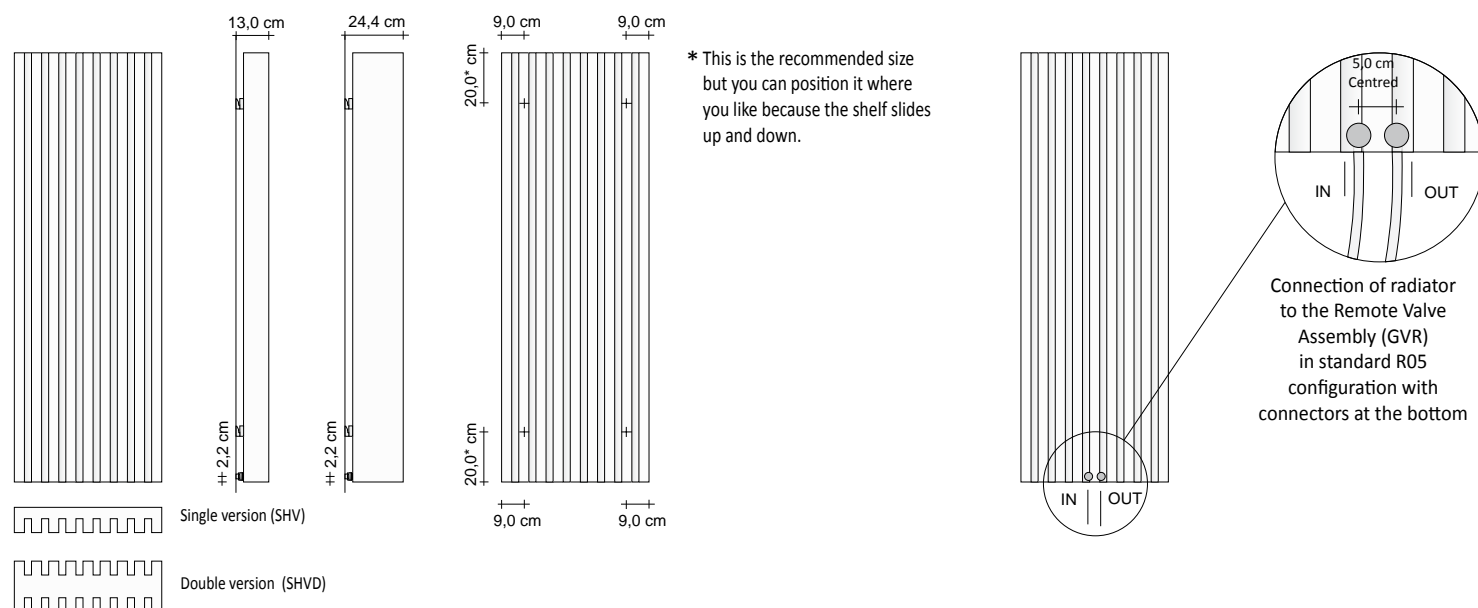 13,0 cm
24,4 cm
9,0 cm
9,0 cm
20,0* cm
* This is the recommended size
but you can position it where
you like because the shelf slides
up and down.
5,0 cm
Centred
IN
OUT
Connection of radiator
to the Remote Valve
Assembly (GVR)
in standard R05
configuration with
connectors at the bottom
2,2 cm
2,2 cm
20,0* cm
9,0 cm
9,0 cm
IN
OUT
Single version (SHV)
Double version (SHVD)